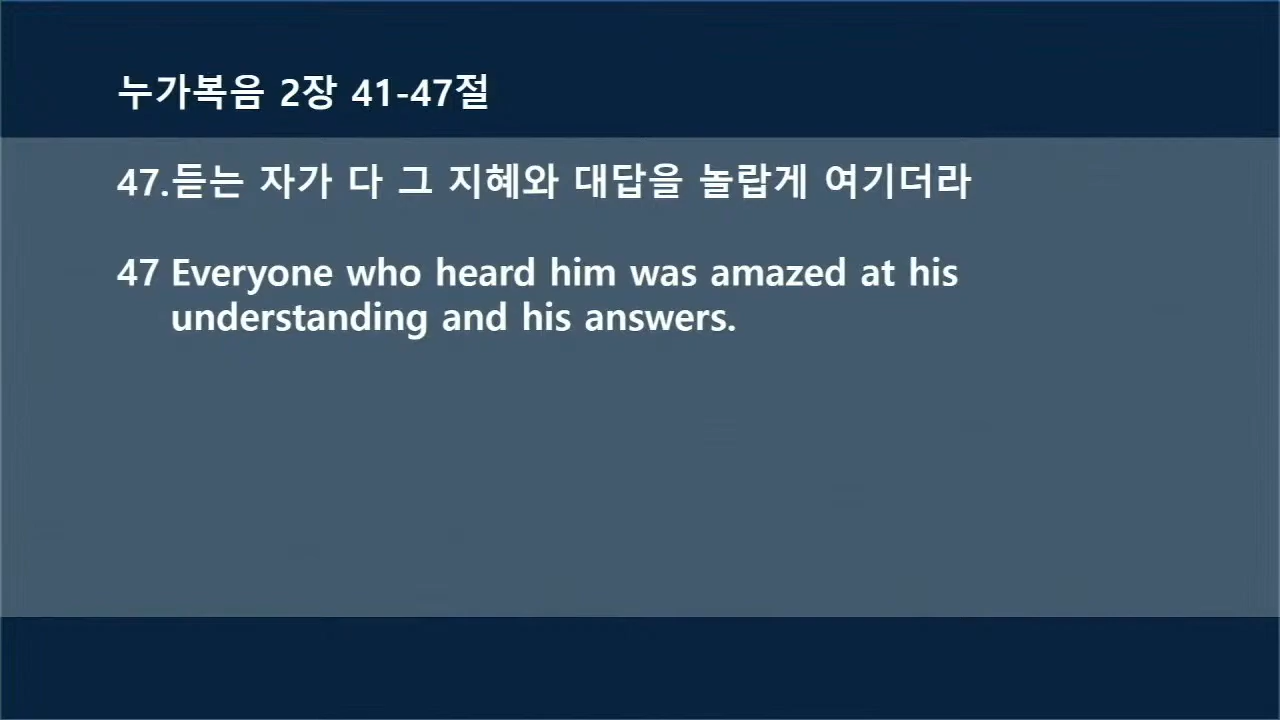 누가복음 2장 41-47절
47.듣는 자가 다 그 지혜와 대답을 놀랍게 여기더라
47 Everyone who heard him was amazed at his
understanding and his answers.